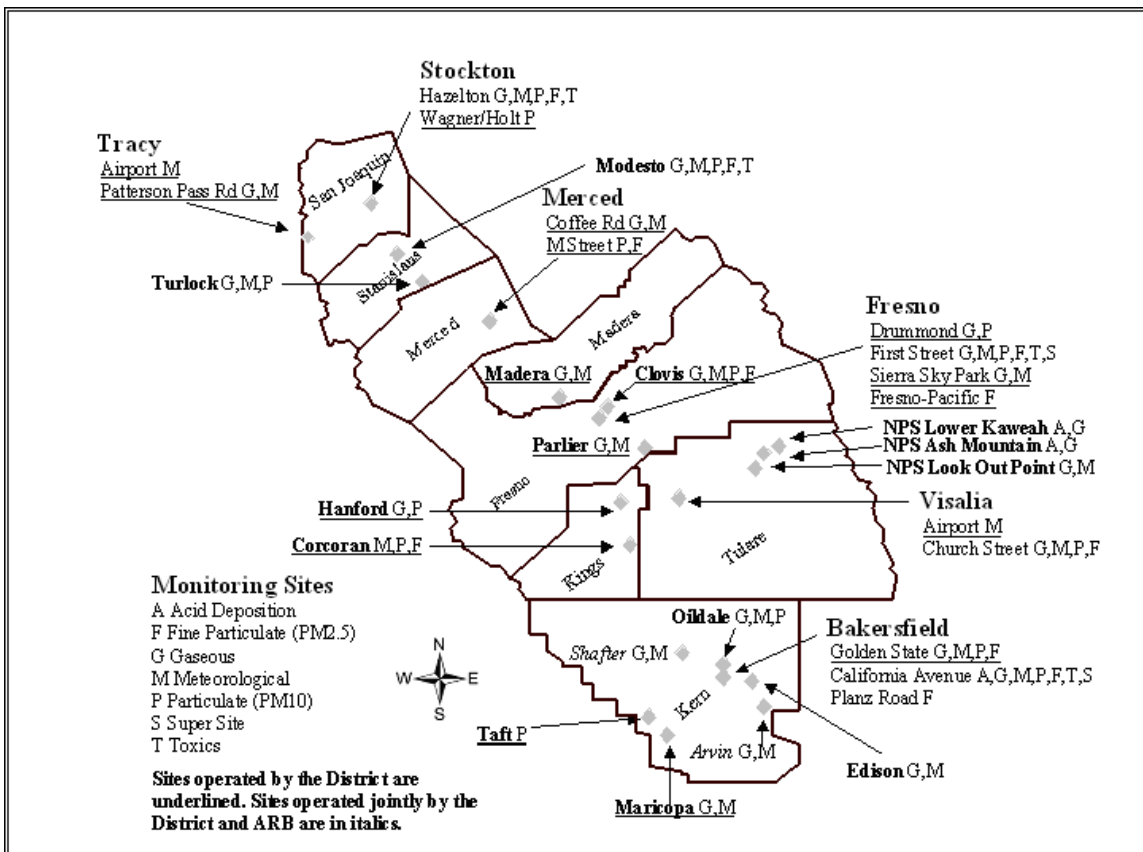 Stockton
Hazelton G,M,P,F,T
Wagner/Holt P
Tracy
Airport M
Patterson Pass Rd G,M
San Joaquin
Modesto G,M,P,F,T
Merced
Coffee Rd G,M
M Street P,F
Turlock G,M,P
Stanislaus
Merced
Madera
Fresno
Drummond G,P
First Street G,M,P,F,T,S
Sierra Sky Park G,M
Fresno-Pacific F
Madera G,M
Clovis G,M,P,F
NPS Lower Kaweah A,G
NPS Ash Mountain A,G
NPS Look Out Point G,M
Parlier G,M
Fresno
Hanford G,P
Visalia
Airport M
Church Street G,M,P,F
Corcoran M,P,F
Kings
Tulare
Monitoring Sites
A Acid Deposition
F Fine Particulate (PM2.5)
G Gaseous
M Meteorological
P Particulate (PM10)
S Super Site
T Toxics
N
W E
S
Oildale G,M,P
Shafter G,M
Bakersfield
Golden State G,M,P,F
California Avenue A,G,M,P,F,T,S
Planz Road F
Kern
Taft P
Arvin G,M
Edison G,M
Maricopa G,M
Sites operated by the District are
underlined. Sites operated jointly by the
District and ARB are in italics.